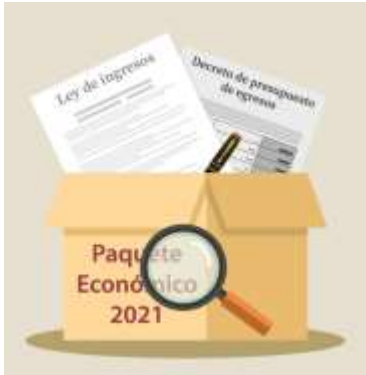 Ley de ingresos
Decreto de presupuesto
de egresos
Paquete
Económico
2021